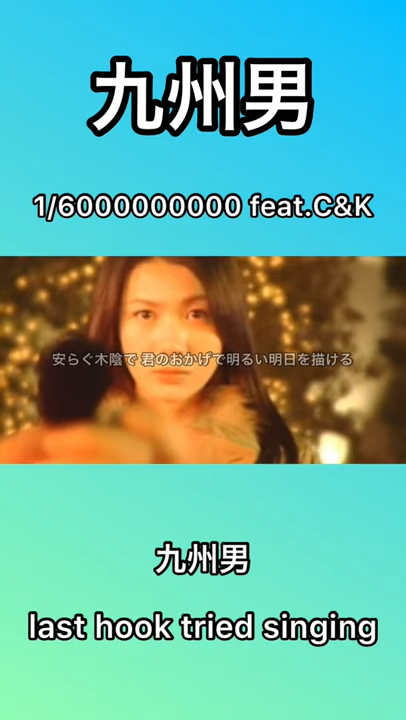 九州男
1/6000000000 feat.C&K
安らぐ木陰で 君のおかげで明るい明日を描ける
九州男
last hook tried singing